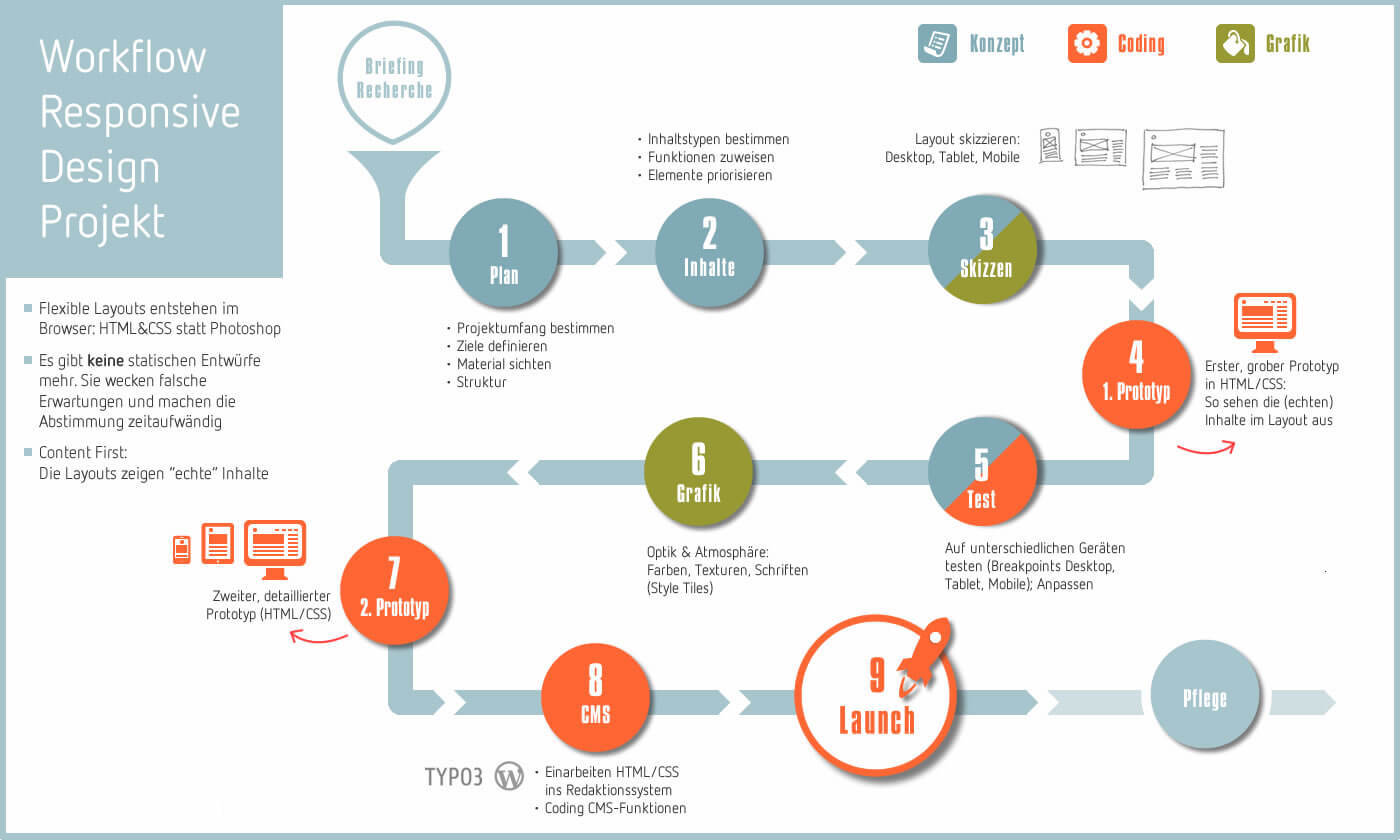 Workflow
Responsive
Design
Projekt
Flexible Layouts entstehen im
Browser: HTML&CSS statt Photoshop
Es gibt keine statischen Entwürfe
mehr. Sie wecken falsche
Erwartungen und machen die
Abstimmung zeitaufwändig
Content First:
Die Layouts zeigen "echte" Inhalte
Konzept
Coding
Grafik
Briefing
Recherche
1
Plan
• Projektumfang bestimmen
• Ziele definieren
• Material sichten
• Struktur
• Inhaltstypen bestimmen
• Funktionen zuweisen
• Elemente priorisieren
2
Inhalte
Layout skizzieren:
Desktop, Tablet, Mobile
3
Skizzen
4
1. Prototyp
Erster, grober Prototyp
in HTML/CSS:
So sehen die (echten)
Inhalte im Layout aus
5
Test
Auf unterschiedlichen Geräten
testen (Breakpoints Desktop,
Tablet, Mobile); Anpassen
6
Grafik
Optik & Atmosphäre:
Farben, Texturen, Schriften
(Style Tiles)
7
2. Prototyp
Zweiter, detaillierter
Prototyp (HTML/CSS)
8
CMS
TYPO3
• Einarbeiten HTML/CSS
ins Redaktionssystem
• Coding CMS-Funktionen
9
Launch
Pflege